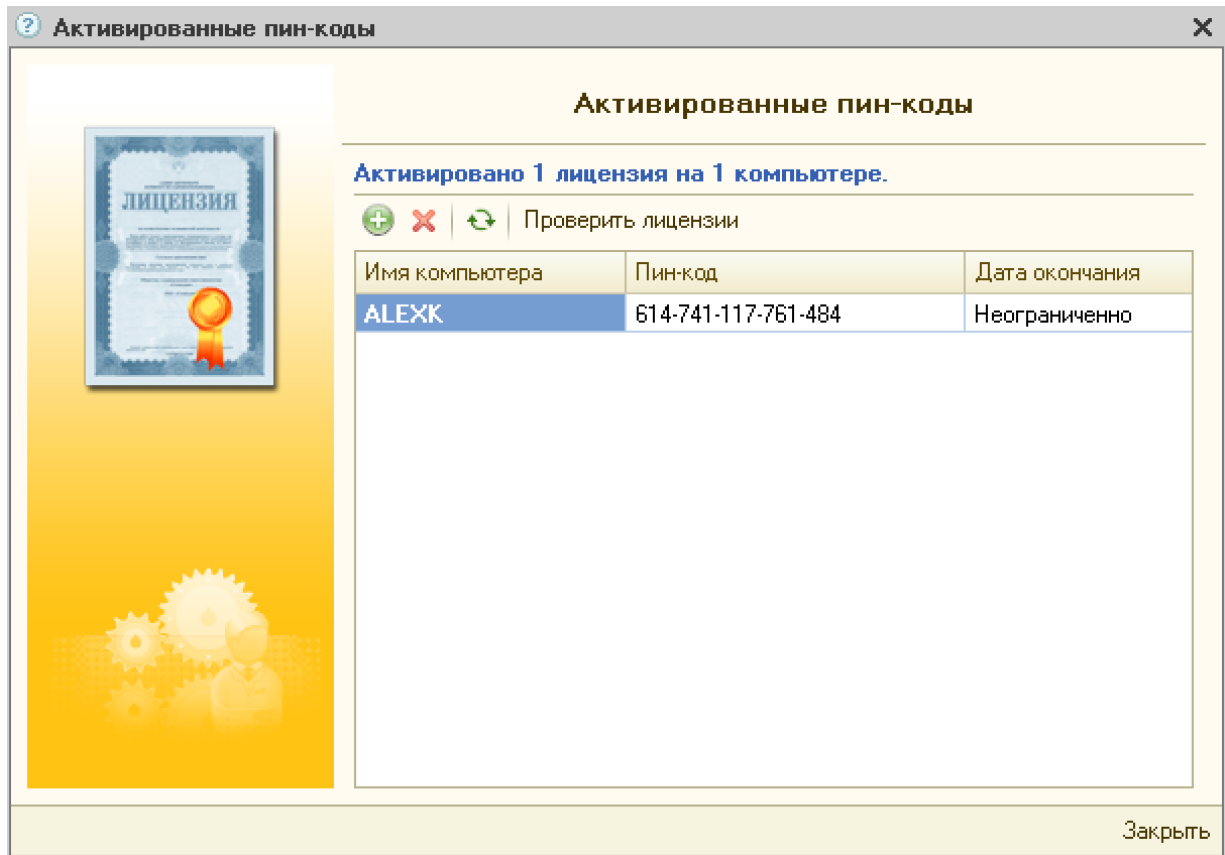 Активированные пин-коды
Активированные пин-коды
ЛИЦЕНЗИЯ
Активировано 1 лицензия на 1 компьютере.
Проверить лицензии
Имя компьютера Пин-код Дата окончания
ALEXK 614-741-117-761-484 Неограниченно
Закрыть